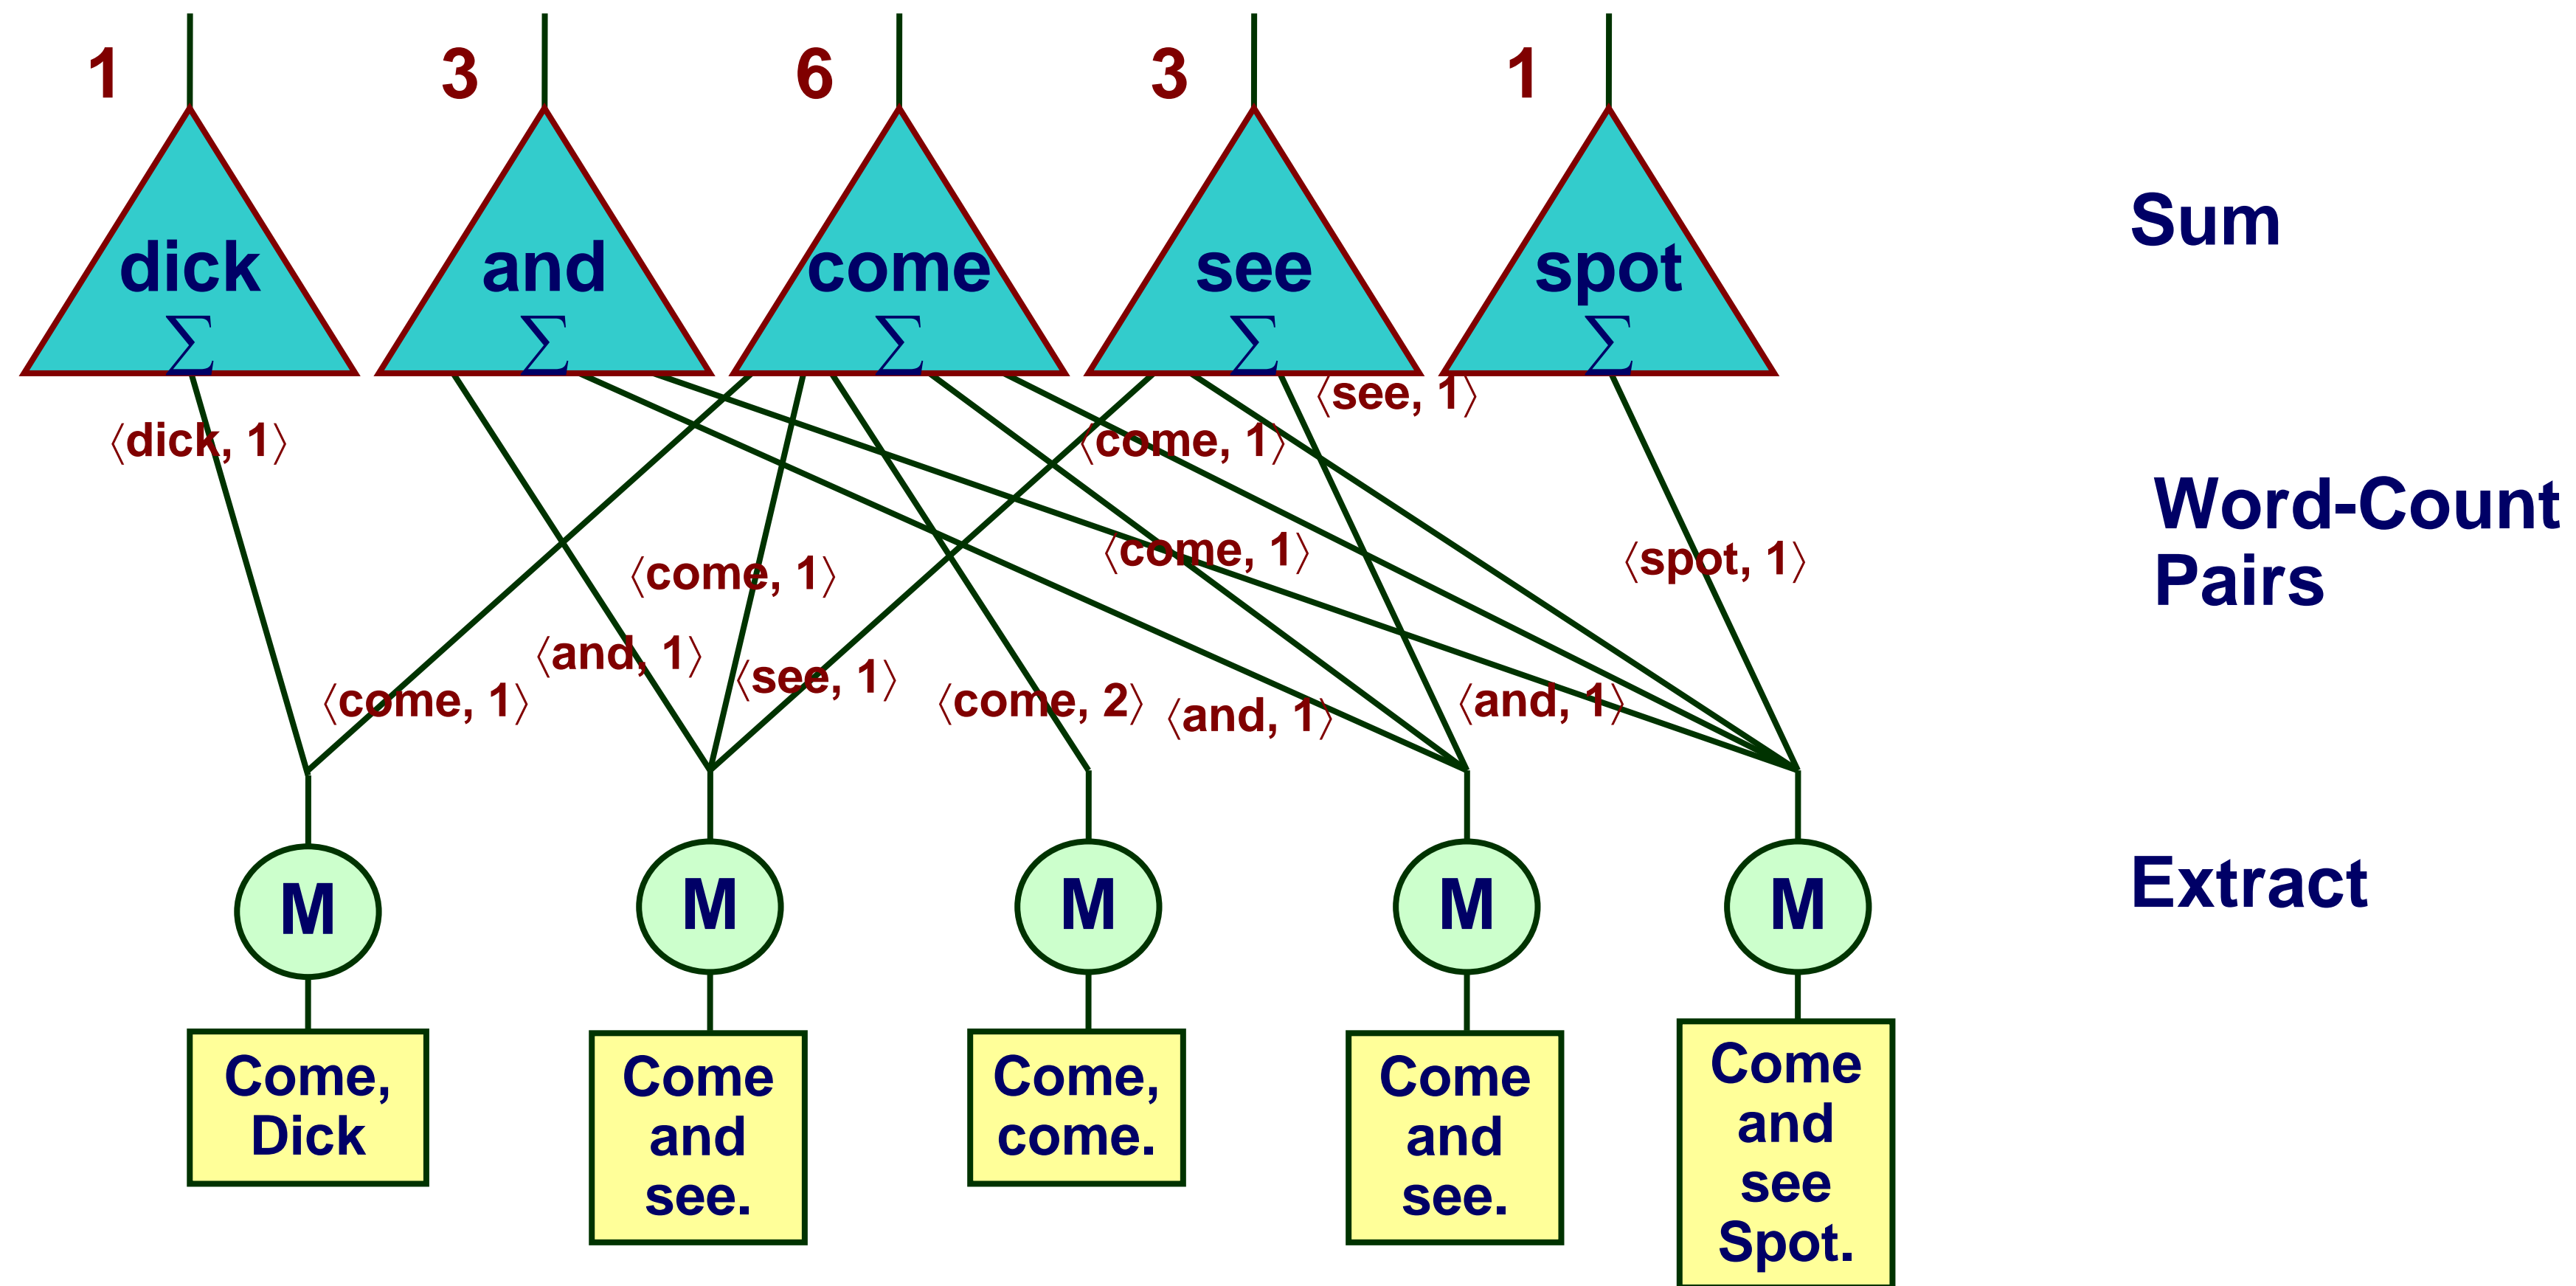 1 3 6 3 1
dick and come see spot
∑ ∑ ∑ ∑ ∑
Sum
⟨see, 1⟩
⟨dick, 1⟩ ⟨come, 1⟩
Word-Count
Pairs
⟨come, 1⟩ ⟨come, 1⟩ ⟨spot, 1⟩
⟨and, 1⟩ ⟨see, 1⟩
⟨come, 1⟩ ⟨come, 2⟩ ⟨and, 1⟩ ⟨and, 1⟩
M M M M M
Extract
Come,
Dick
Come
and
see.
Come,
come.
Come
and
see.
Come
and
see
Spot.